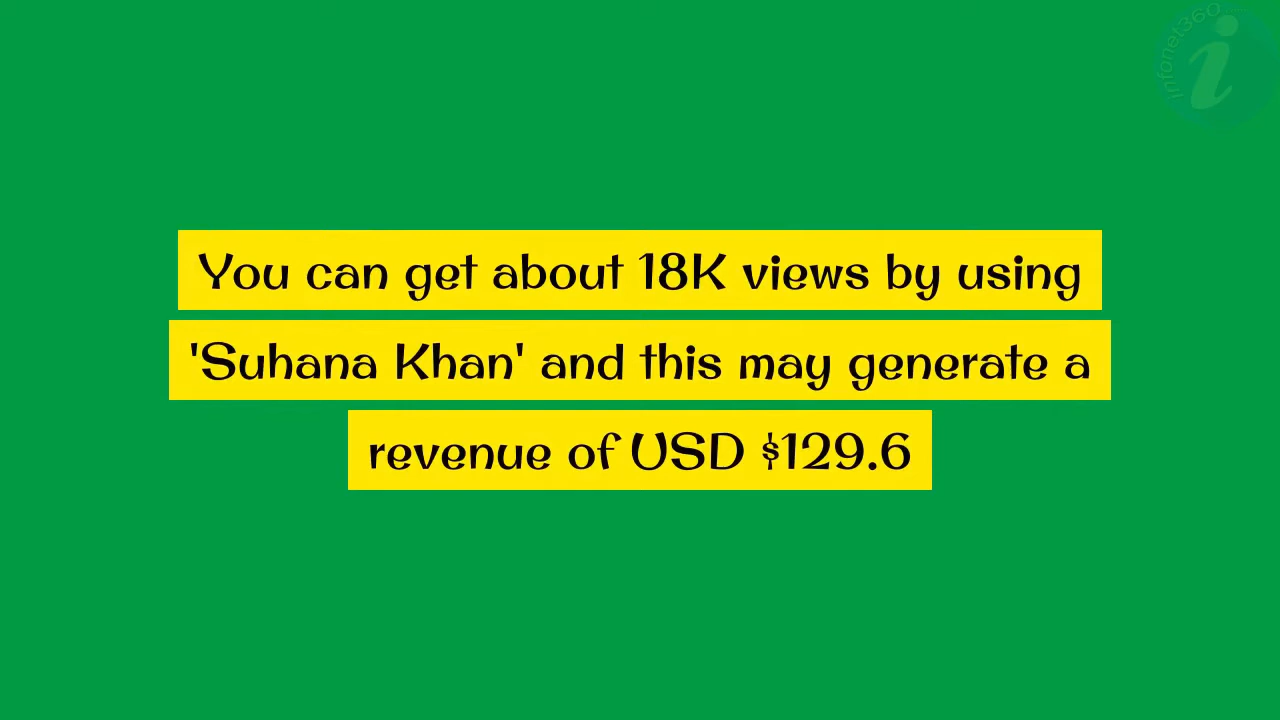 Infonet360
i
You can get about 18K views by using
'Suhana Khan' and this may generate a
revenue of USD $129.6